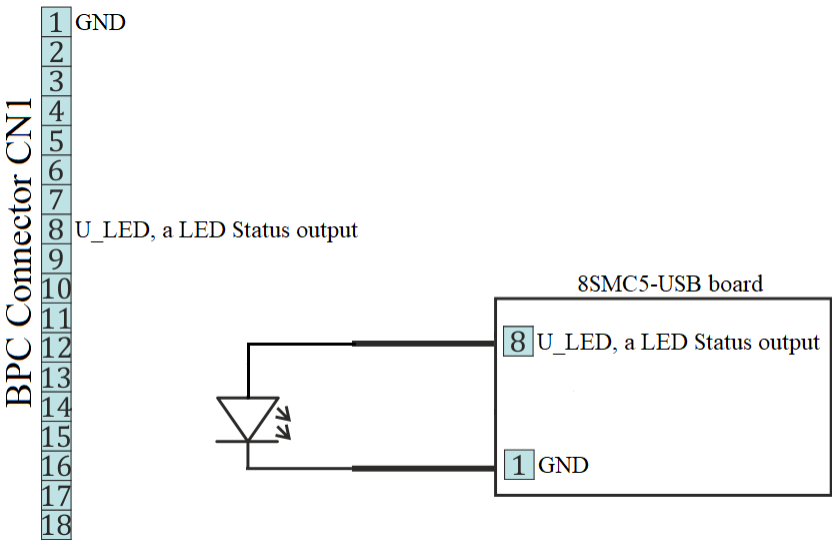 BPC Connector CN1
1 GND
2
3
4
5
6
7
8 U_LED, a LED Status output
9
10
11
12
13
14
15
16
17
18
8SMC5-USB board
8 U_LED, a LED Status output
1 GND